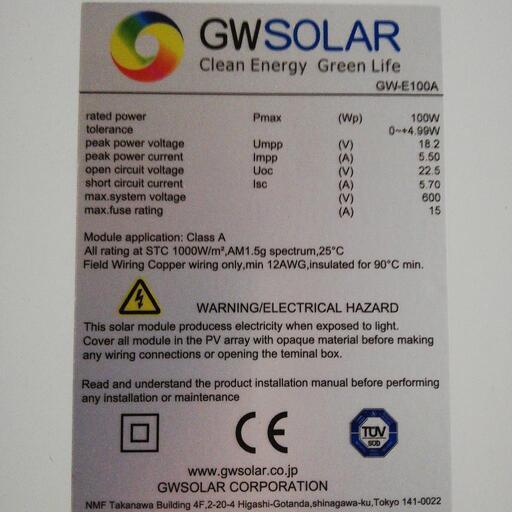 GWSOLAR
Clean Energy Green Life
GW-E100A
rated power Pmax (Wp) 100W
tolerance 0~+4.99W
peak power voltage Umpp (V) 18.2
peak power current Impp (A) 5.50
open circuit voltage Uoc (V) 22.5
short circuit current Isc (A) 5.70
max.system voltage (V) 600
max.fuse rating (A) 15
Module application: Class A
All rating at STC 1000W/m²,AM1.5g spectrum,25°C
Field Wiring Copper wiring only,min 12AWG,insulated for 90°C min.
WARNING/ELECTRICAL HAZARD
This solar module producess electricity when exposed to light.
Cover all module in the PV array with opaque material before making
any wiring connections or opening the teminal box.
Read and understand the product installation manual before performing
any installation or maintenance
CE
TÜV
SÜD
www.gwsolar.co.jp
GWSOLAR CORPORATION
NMF Takanawa Building 4F,2-20-4 Higashi-Gotanda,shinagawa-ku,Tokyo 141-0022